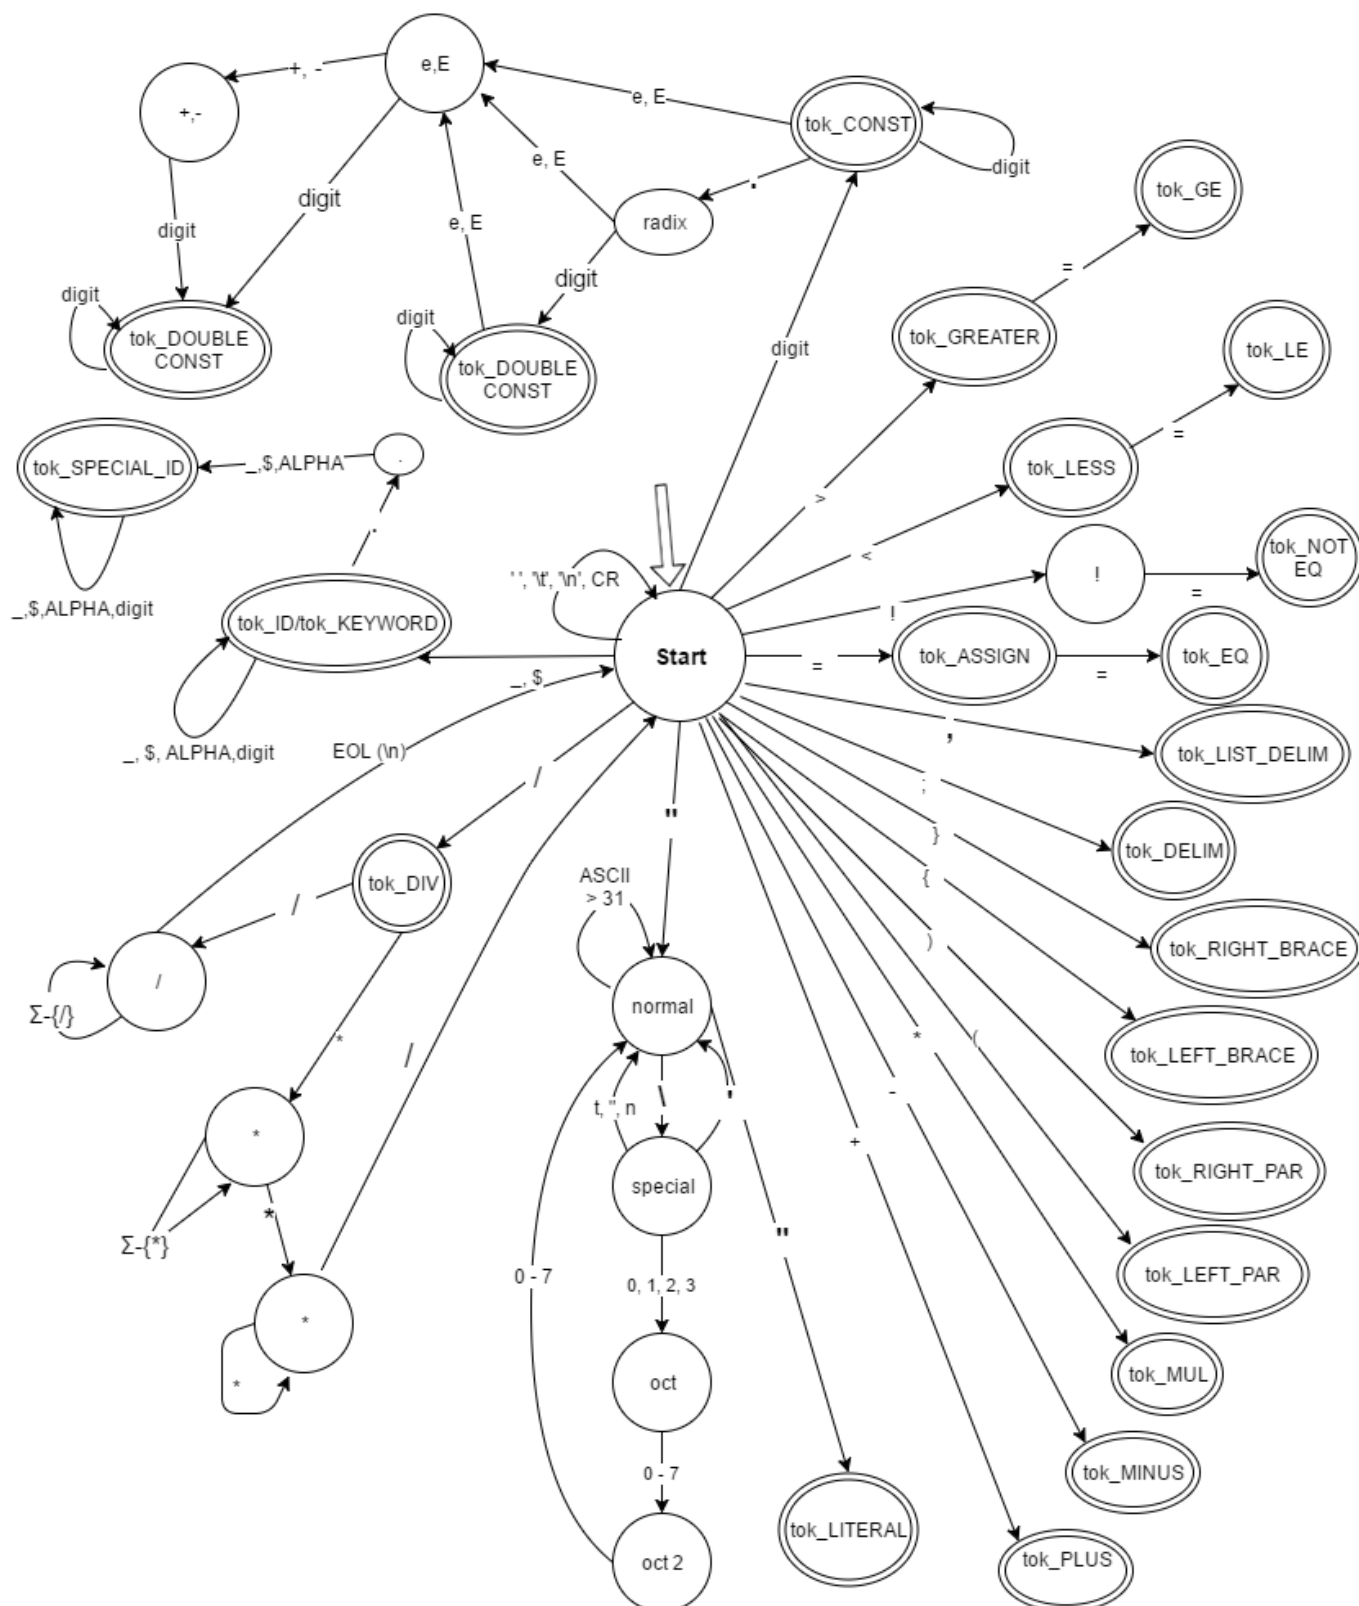 e,E
+, -
+,-
e, E
tok_CONST
digit
.
e, E
radix
tok_GE
digit
digit
e, E
digit
=
digit
tok_DOUBLE
CONST
digit
tok_DOUBLE
CONST
digit
tok_GREATER
tok_LE
=
tok_SPECIAL_ID
_,$,ALPHA
.
tok_LESS
>
.
<
_,$,ALPHA,digit
' ', '\t', '\n', CR
!
tok_NOT
EQ
=
tok_ID/tok_KEYWORD
!
Start
=
tok_ASSIGN
=
tok_EQ
_, $
_, $, ALPHA,digit
EOL (\n)
,
tok_LIST_DELIM
/
;
"
}
tok_DELIM
tok_DIV
ASCII
> 31
{
/
)
tok_RIGHT_BRACE
/
normal
Σ-{/}
*
/
*
(
tok_LEFT_BRACE
-
\
t, ", n
'
*
+
tok_RIGHT_PAR
special
*
Σ-{*}
"
0 - 7
0, 1, 2, 3
tok_LEFT_PAR
*
*
oct
tok_MUL
0 - 7
tok_MINUS
tok_LITERAL
oct 2
tok_PLUS